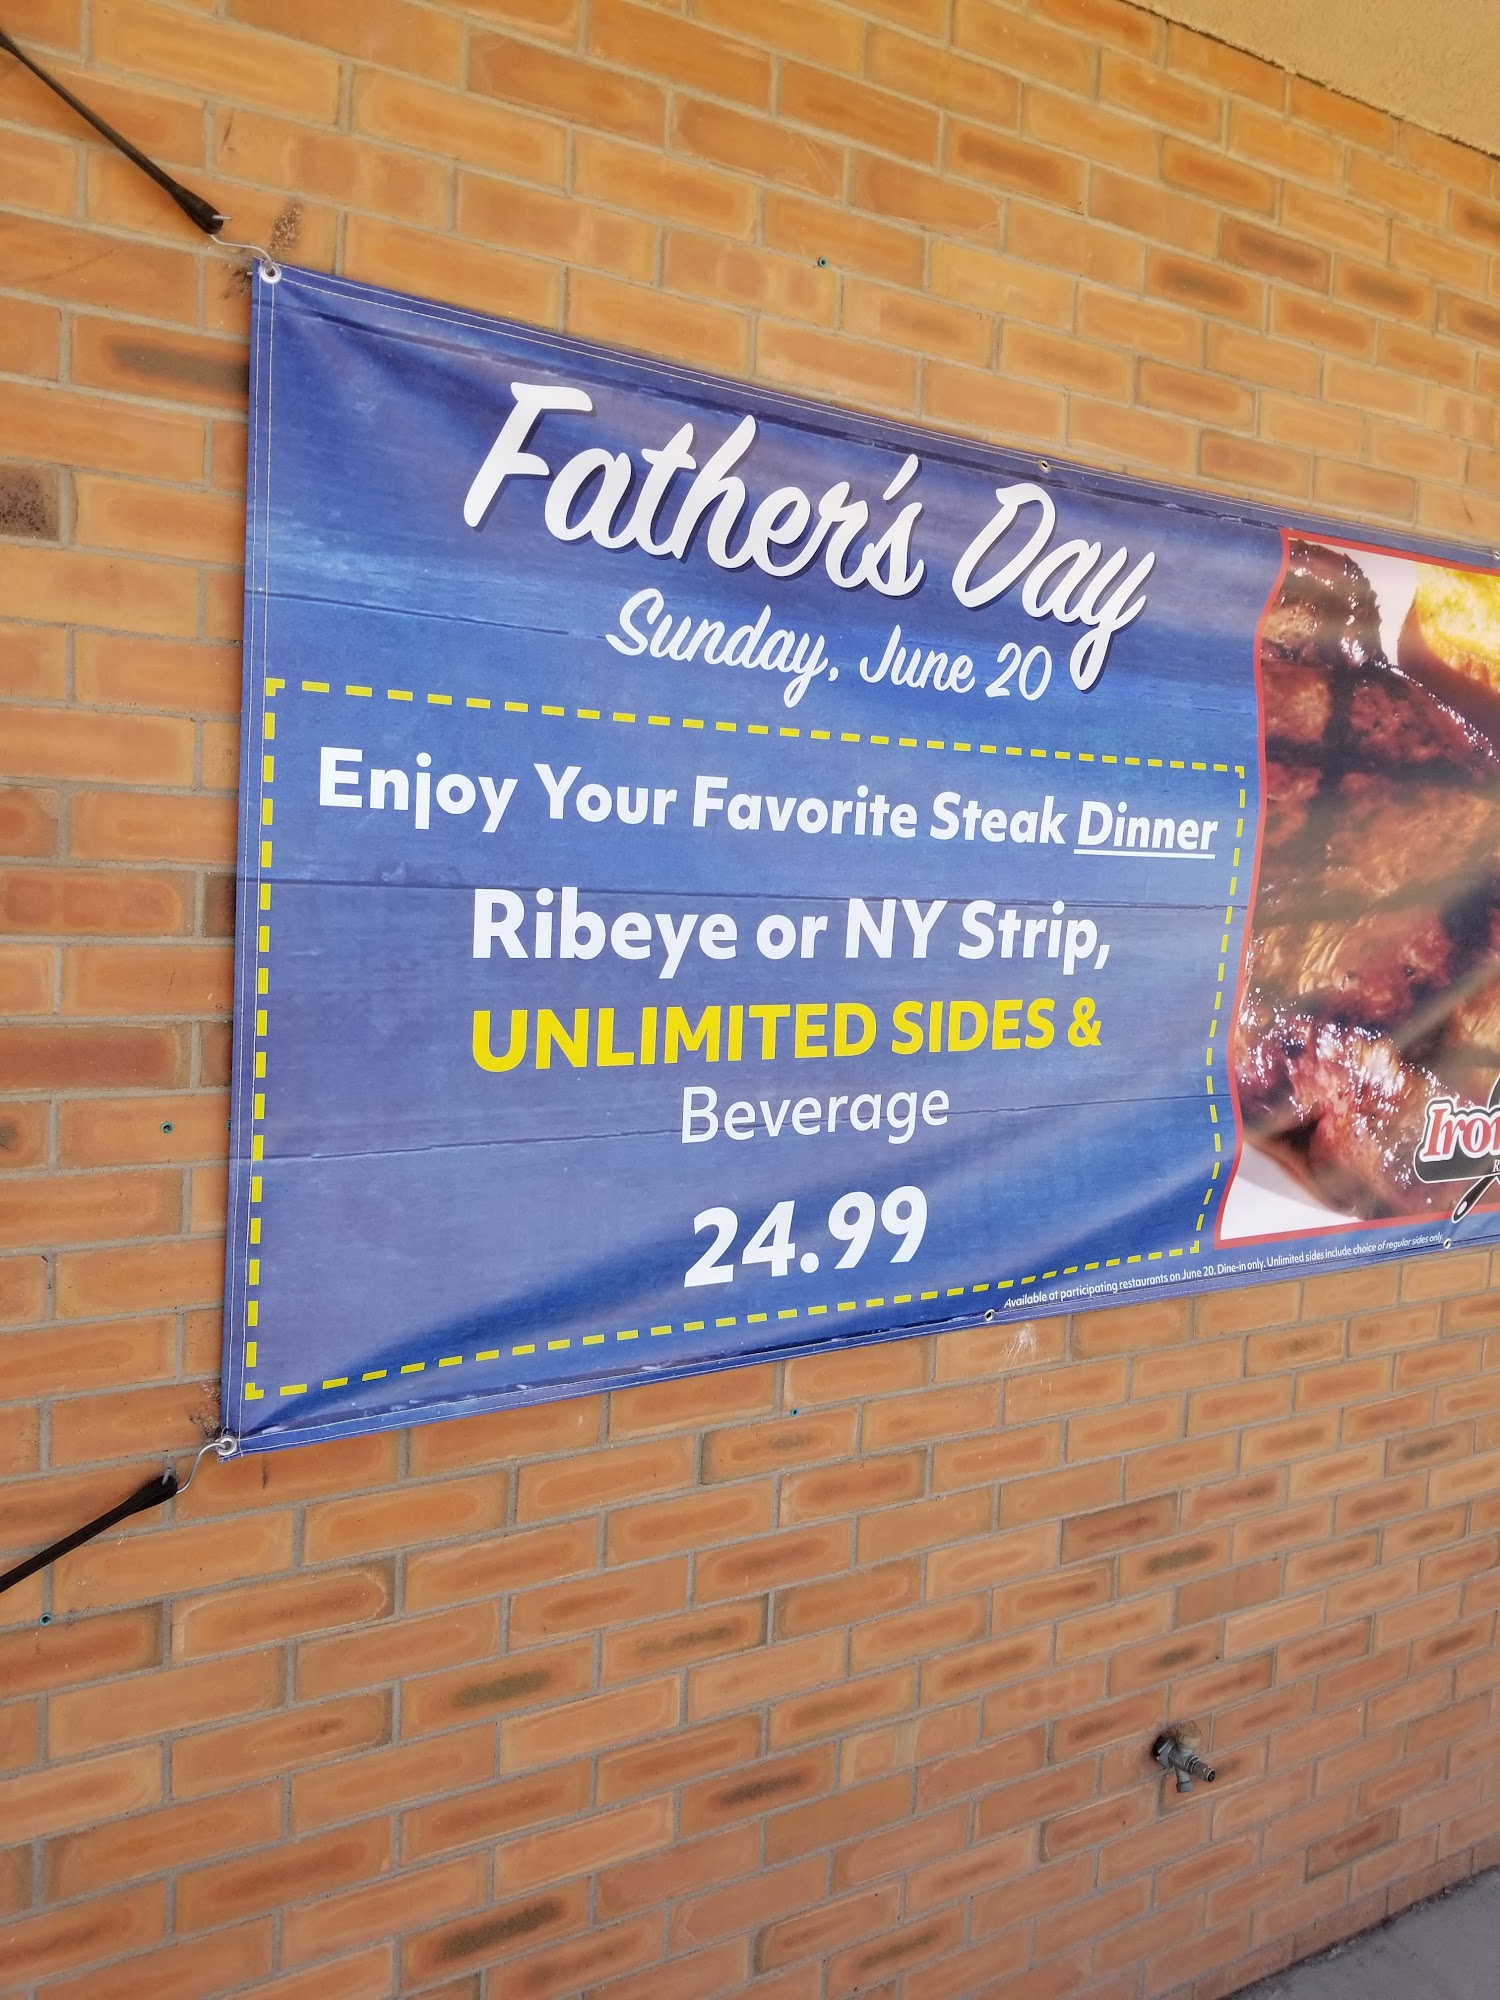 Father's Day
Sunday, June 20
Enjoy Your Favorite Steak Dinner
Ribeye or NY Strip,
UNLIMITED SIDES &
Beverage
24.99
Available at participating restaurants on June 20. Dine-in only. Unlimited sides include choice of regular sides only.